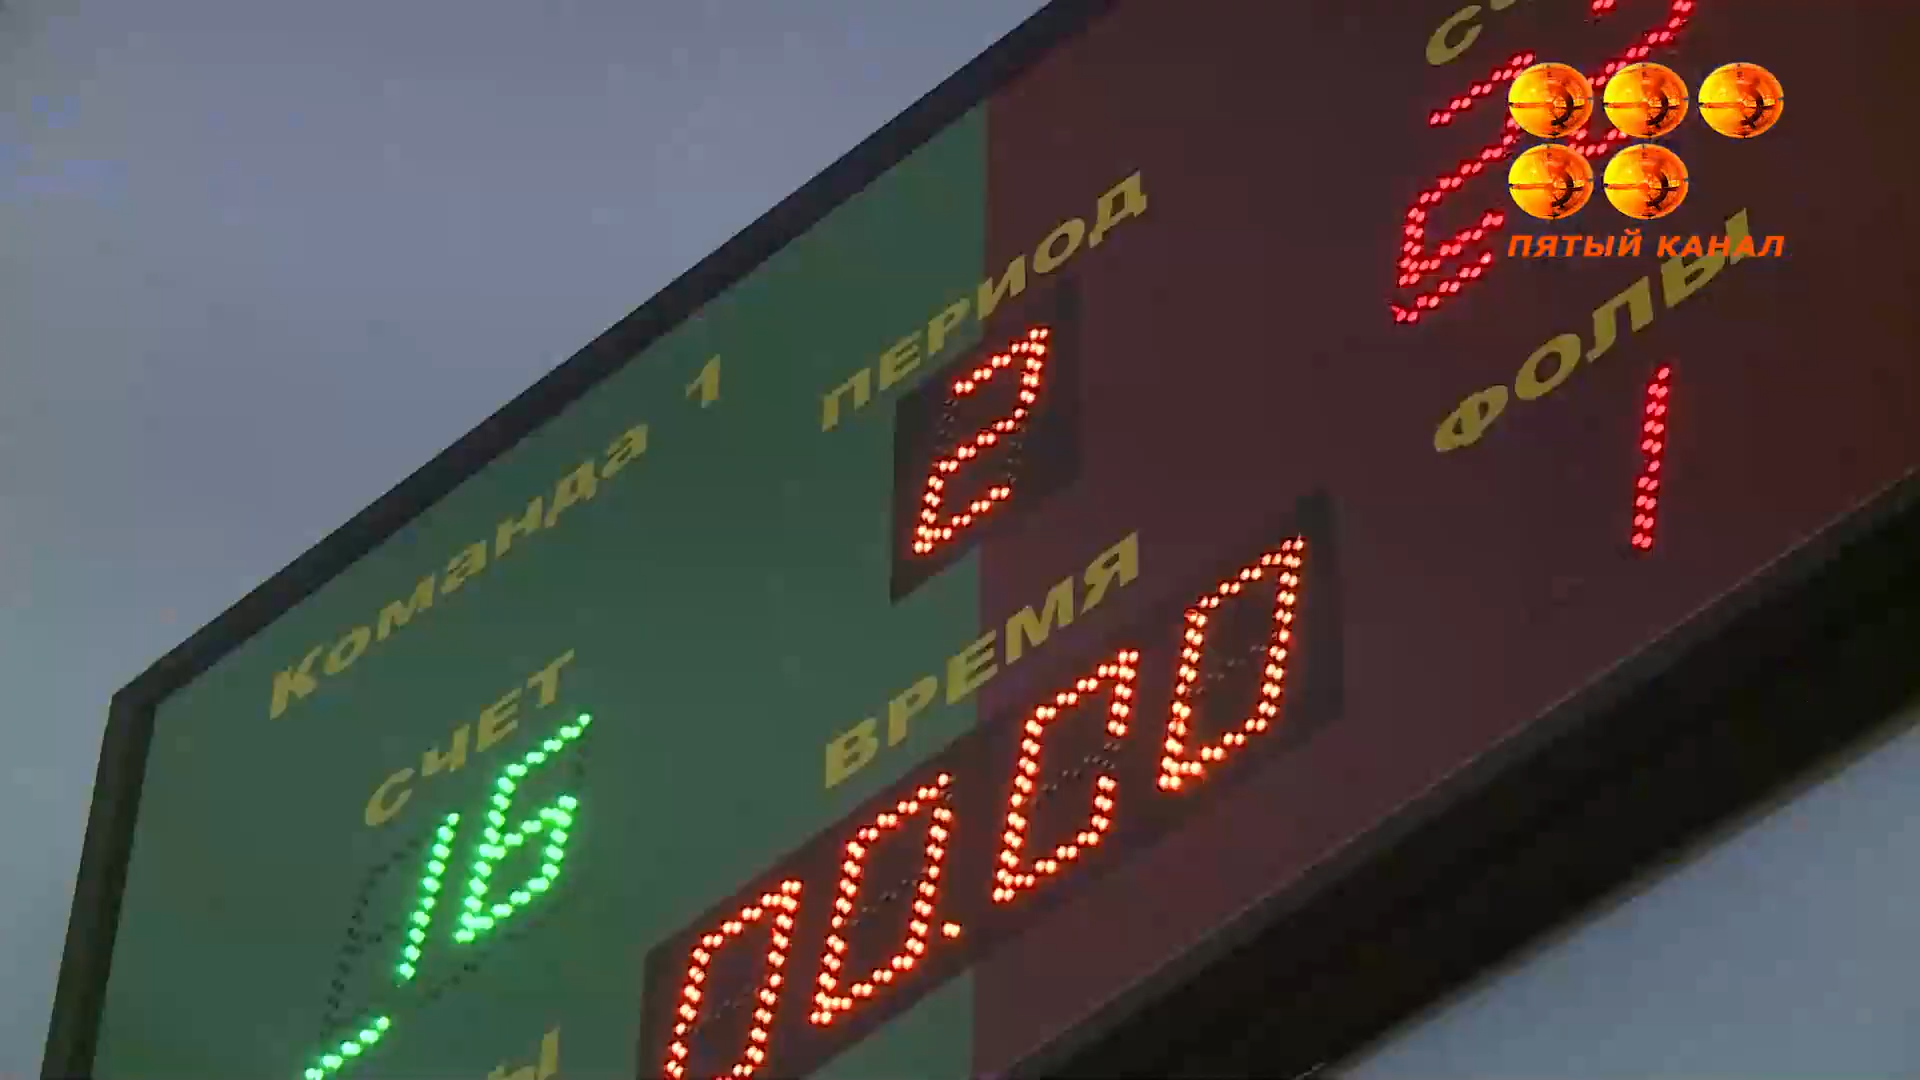 Команда 1
СЧЕТ
16
ПЕРИОД
2
ВРЕМЯ
00.00
ФОЛЫ
1
ПЯТЫЙ КАНАЛ